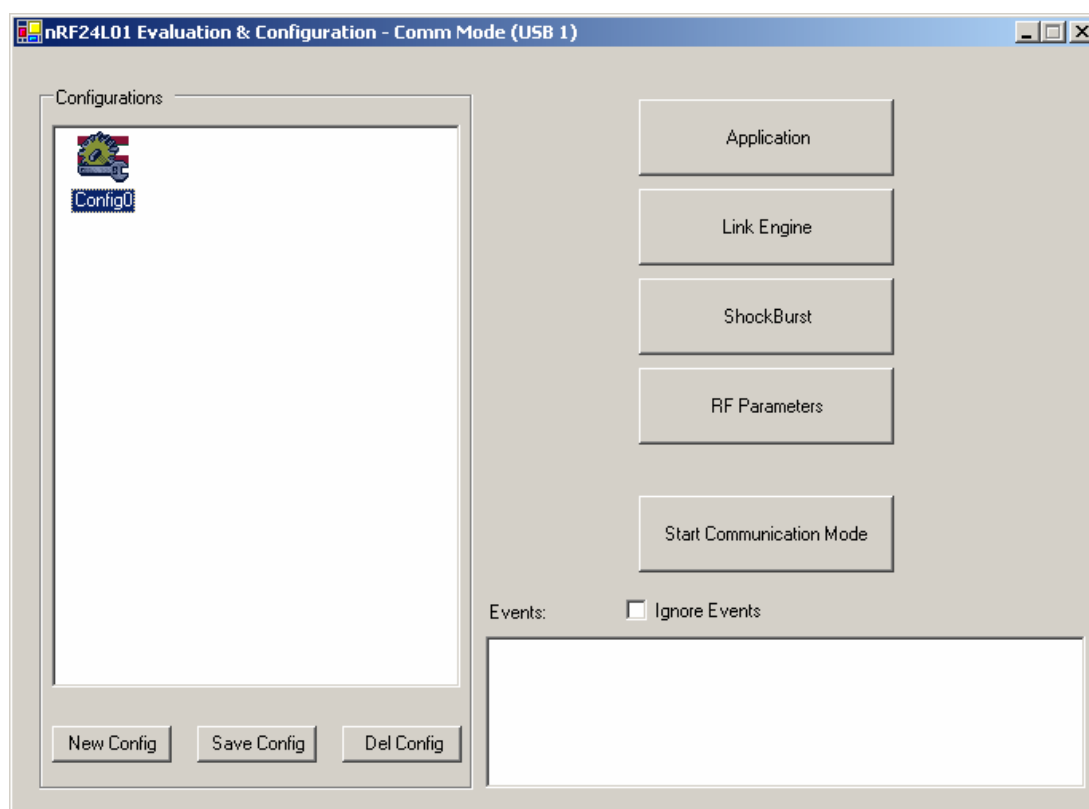 nRF24L01 Evaluation & Configuration - Comm Mode (USB 1)
Configurations
Config0
New Config
Save Config
Del Config
Application
Link Engine
ShockBurst
RF Parameters
Start Communication Mode
Events:
Ignore Events